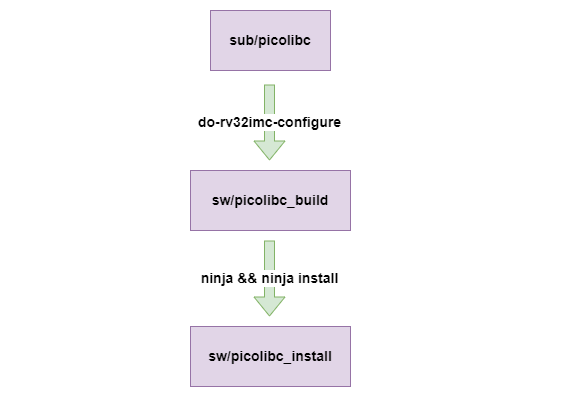 sub/picolibc
do-rv32imc-configure
sw/picolibc_build
ninja && ninja install
sw/picolibc_install